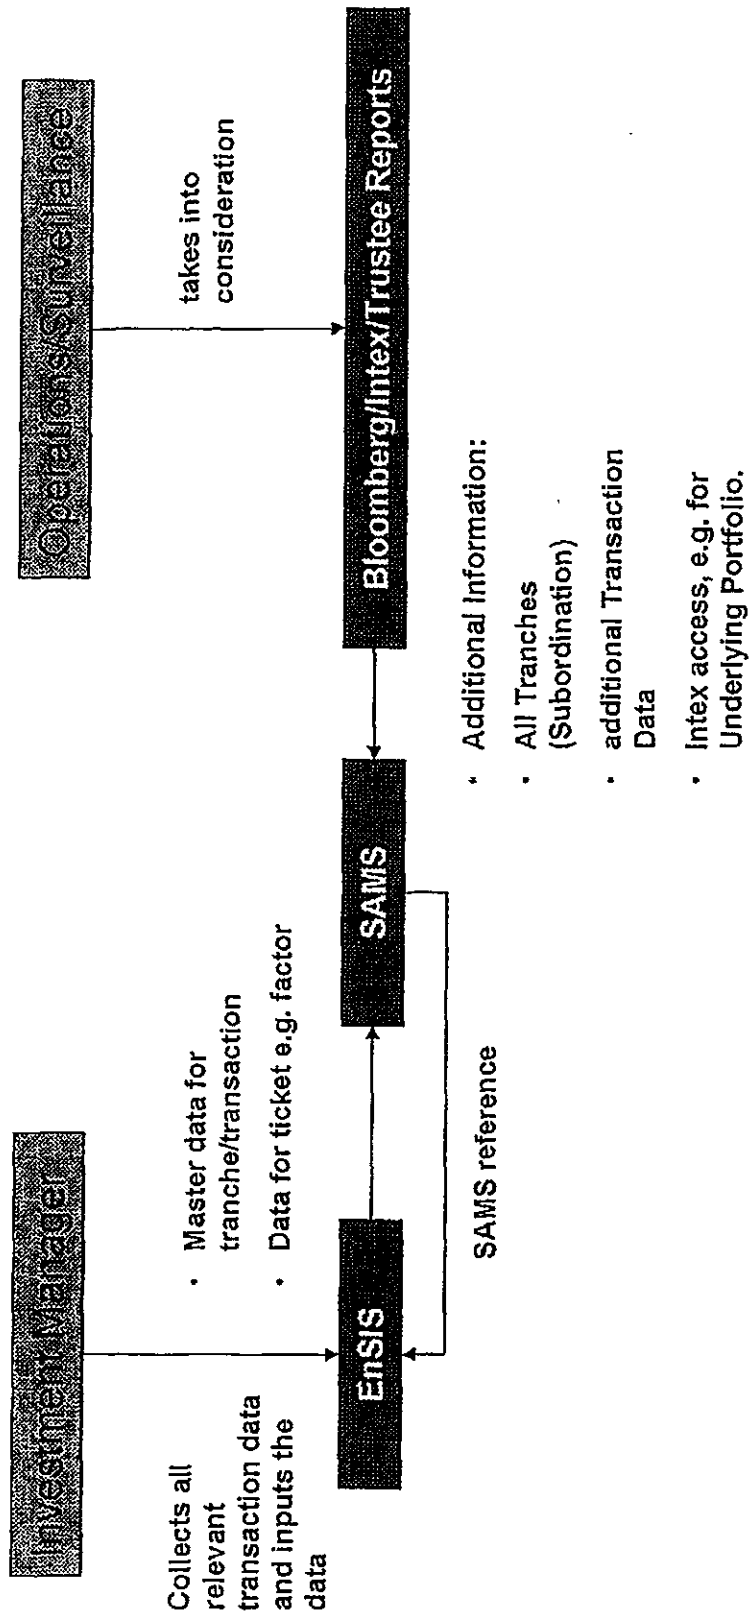 Investment Manager
Operations/Surveillance
Collects all
relevant
transaction data
and inputs the
data
• Master data for
tranche/transaction
• Data for ticket e.g. factor
takes into
consideration
EnSIS
SAMS
Bloomberg/Intex/Trustee Reports
SAMS reference
• Additional Information:
• All Tranches
(Subordination)
• additional Transaction
Data
• Intex access, e.g. for
Underlying Portfolio.